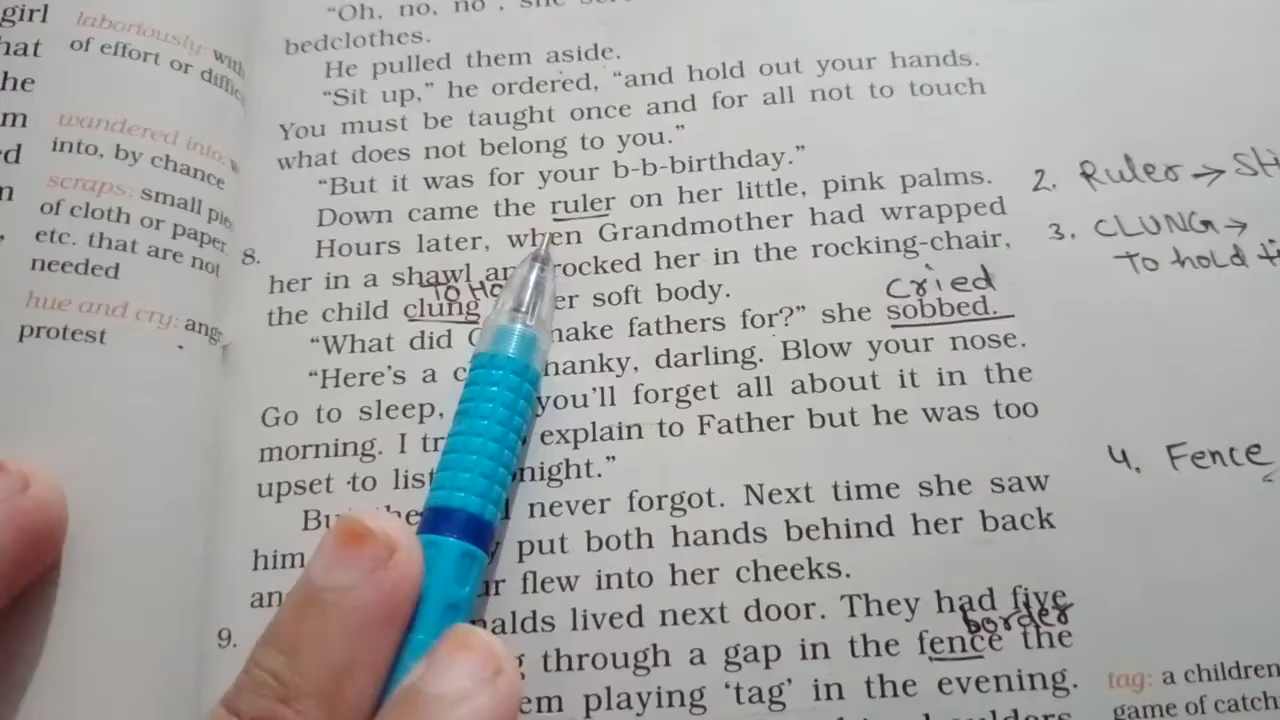 girl
hat
he
m
ed
laboriously: with
of effort or
wandered into:
into, by chance
scraps: small
of cloth or paper
etc. that are not
needed
hue and cry:
protest
"Oh, no, no",
bedclothes.
He pulled them aside.
"Sit up," he ordered, "and hold out your hands.
You must be taught once and for all not to touch
what does not belong to you."
"But it was for your b-b-birthday."
Down came the ruler on her little, pink palms.
8. Hours later, when Grandmother had wrapped
her in a shawl rocked her in the rocking-chair,
TO
cried
the child clung soft body.
"What did make fathers for?" she sobbed.
"Here's a hanky, darling. Blow your nose.
Go to sleep, you'll forget all about it in the
morning. I explain to Father but he was too
upset to night."
never forgot. Next time she saw
him put both hands behind her back
flew into her cheeks.
9. lived next door. They had five
border
through a gap in the fence the
playing 'tag' in the evening.
2. Ruler →
3. CLUNG →
To hold
4. Fence
tag: a children
game of catch